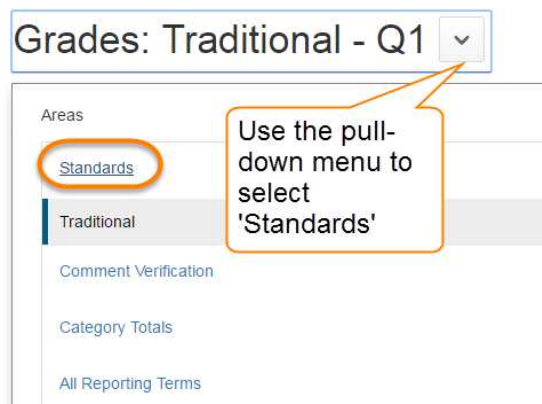 Grades: Traditional - Q1
Areas
Use the pull-
down menu to
select
'Standards'
Standards
Traditional
Comment Verification
Category Totals
All Reporting Terms